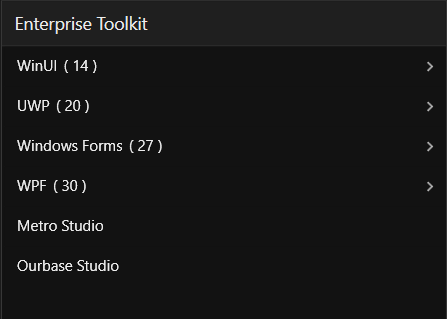 Enterprise Toolkit
WinUI ( 14 )
UWP ( 20 )
Windows Forms ( 27 )
WPF ( 30 )
Metro Studio
Ourbase Studio